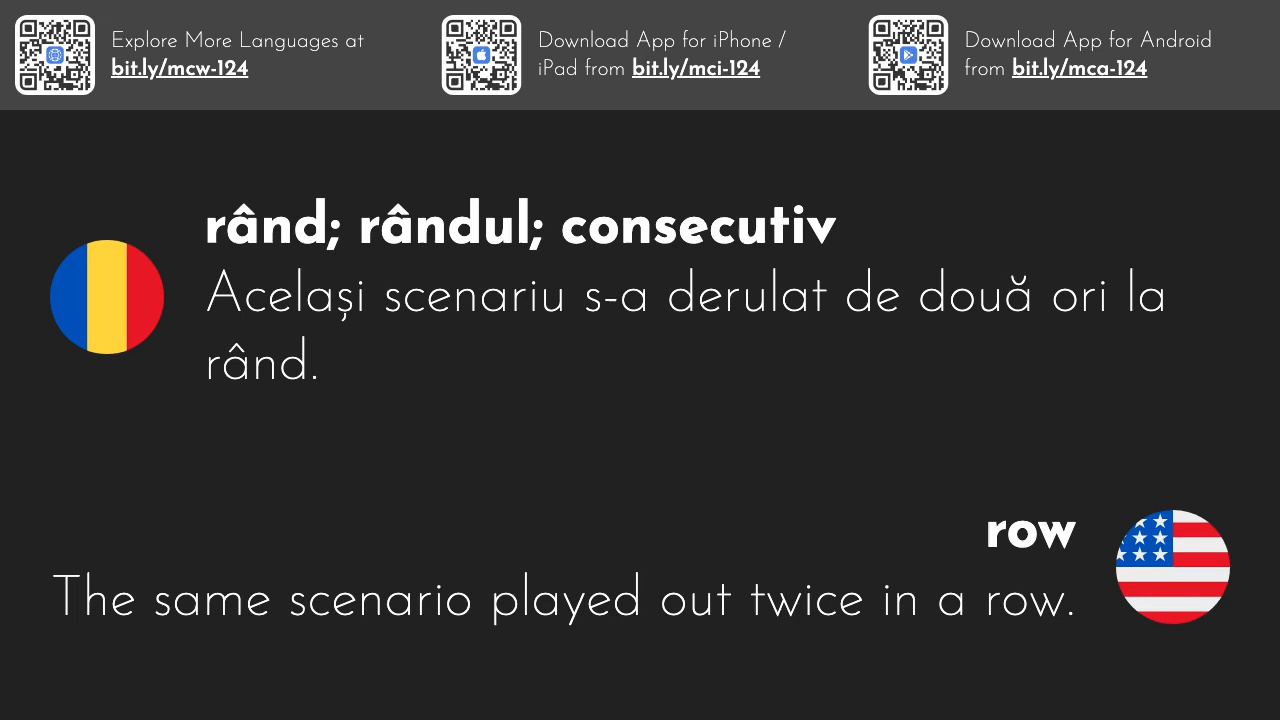 Explore More Languages at
bit.ly/mcw-124
Download App for iPhone /
iPad from bit.ly/mci-124
Download App for Android
from bit.ly/mca-124
rând; rândul; consecutiv
Același scenariu s-a derulat de două ori la
rând.
row
The same scenario played out twice in a row.